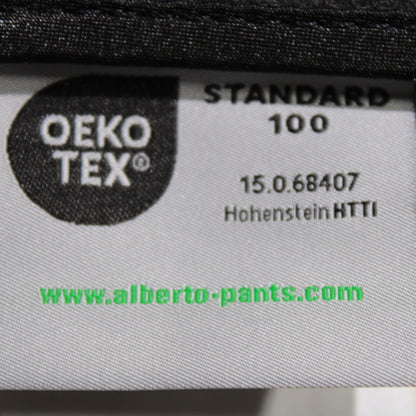 OEKO
TEX®
STANDARD
100
15.0.68407
Hohenstein HTTI
www.alberto-pants.com